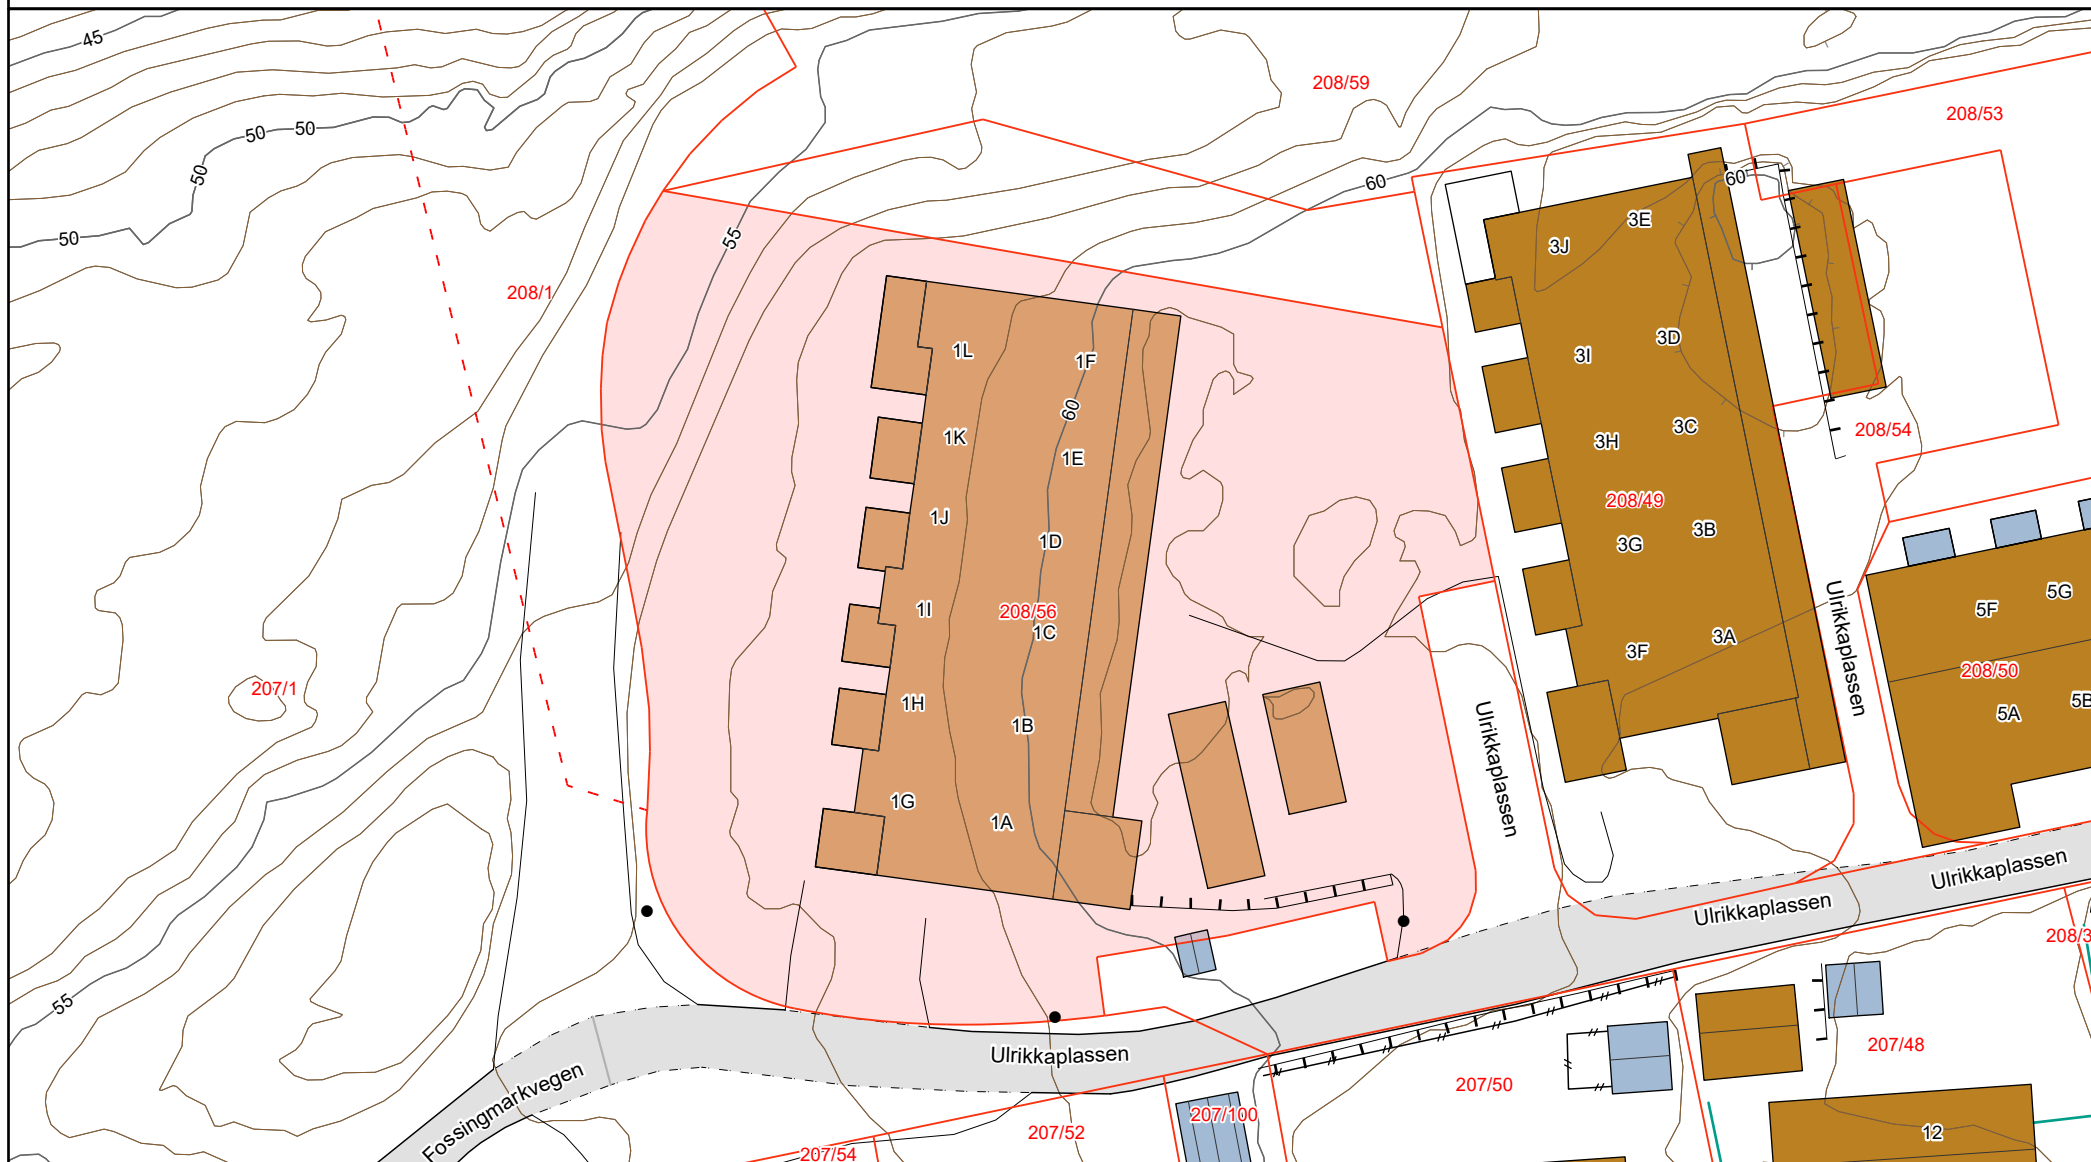 45
208/59
208/53
50
50
50
60
60
50
55
208/1
3E
3J
1L
1F
3I
3D
60
1K
1E
3H
3C
208/54
1J
1D
208/49
3G
3B
1I
208/56
1C
5F
5G
Ulrikkaplassen
3F
3A
208/50
207/1
1H
1B
5A
5B
Ulrikkaplassen
1G
1A
Ulrikkaplassen
Ulrikkaplassen
208/3
55
Ulrikkaplassen
207/48
Fossingmarkvegen
207/50
207/100
207/52
12
207/54